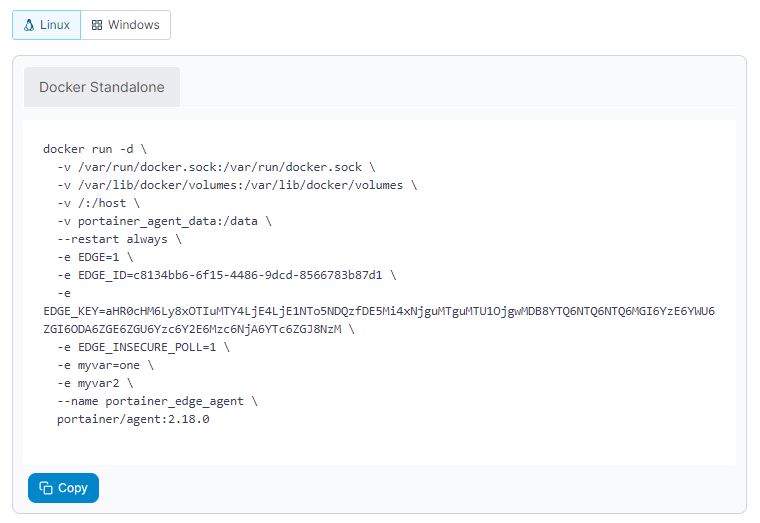 Linux Windows
Docker Standalone
docker run -d \
-v /var/run/docker.sock:/var/run/docker.sock \
-v /var/lib/docker/volumes:/var/lib/docker/volumes \
-v /:/host \
-v portainer_agent_data:/data \
--restart always \
-e EDGE=1 \
-e EDGE_ID=c8134bb6-6f15-4486-9dcd-8566783b87d1 \
-e
EDGE_KEY=aHR0cHM6Ly8xOTIuMTY4LjE4LjE1NTo5NDQzfDE5Mi4xNjguMTguMTU1OjgwMDB8YTQ6NTQ6NTQ6MGI6YzE6YWU6
ZGI6ODA6ZGE6ZGU6Yzc6Y2E6Mzc6NjA6YTc6ZGJ8NzM \
-e EDGE_INSECURE_POLL=1 \
-e myvar=one \
-e myvar2 \
--name portainer_edge_agent \
portainer/agent:2.18.0
Copy